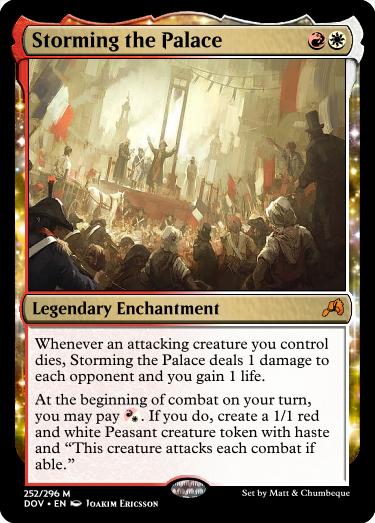 Storming the Palace
Legendary Enchantment
Whenever an attacking creature you control
dies, Storming the Palace deals 1 damage to
each opponent and you gain 1 life.
At the beginning of combat on your turn,
you may pay . If you do, create a 1/1 red
and white Peasant creature token with haste
and “This creature attacks each combat if
able.”
252/296 M
DOV • EN Joakim Ericsson
Set by Matt & Chumbeque